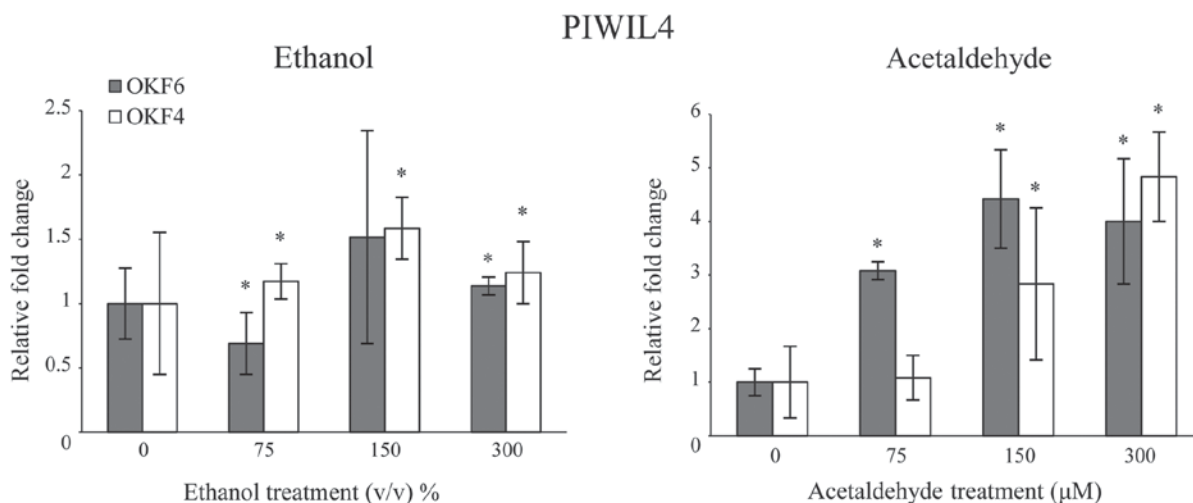 PIWIL4
Ethanol
OKF6
OKF4
Relative fold change
2.5
2
1.5
1
0.5
0
*
*
*
*
*
0 75 150 300
Ethanol treatment (v/v) %
Acetaldehyde
Relative fold change
6
5
4
3
2
1
0
*
*
*
*
*
0 75 150 300
Acetaldehyde treatment (µM)